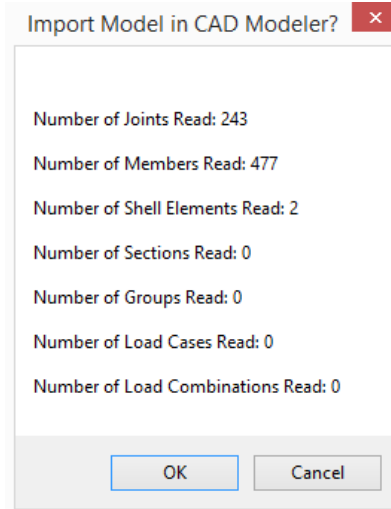 Import Model in CAD Modeler?
Number of Joints Read: 243
Number of Members Read: 477
Number of Shell Elements Read: 2
Number of Sections Read: 0
Number of Groups Read: 0
Number of Load Cases Read: 0
Number of Load Combinations Read: 0
OK
Cancel